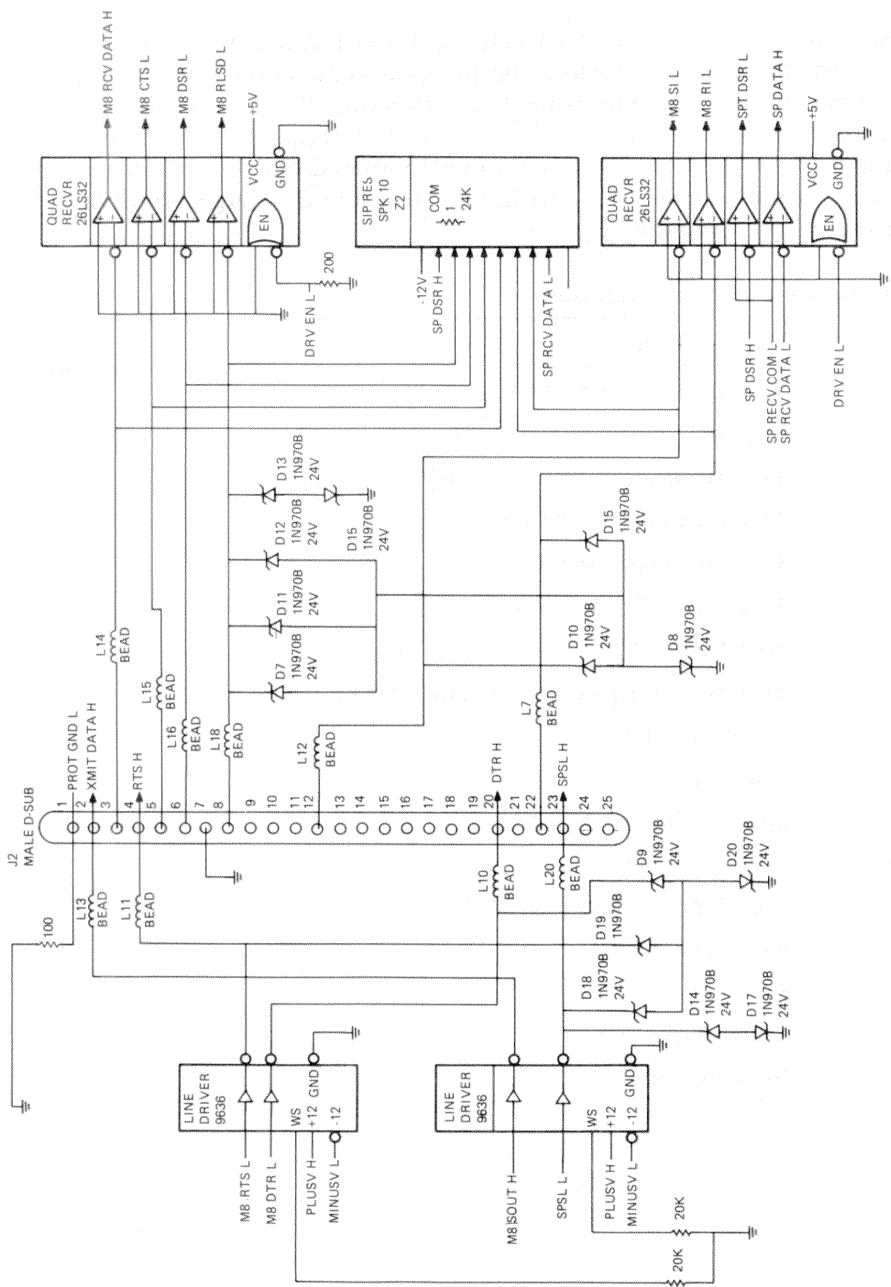 J2
MALE D-SUB
100
L13
BEAD
L11
BEAD
L10
BEAD
L20
BEAD
1
2
3
4
5
6
7
8
9
10
11
12
13
14
15
16
17
18
19
20
21
22
23
24
25
PROT GND L
XMIT DATA H
RTS H
DTR H
SPSL H
LINE
DRIVER
9636
WS
+12
-12
GND
M8 RTS L
M8 DTR L
PLUSV H
MINUSV L
LINE
DRIVER
9636
WS
+12
-12
GND
M8 SOUT H
SPSL L
PLUSV H
MINUSV L
20K
20K
D18
1N970B
24V
D19
1N970B
D9
1N970B
24V
D20
1N970B
24V
D14
1N970B
24V
D17
1N970B
24V
L14
BEAD
L15
BEAD
L16
BEAD
L18
BEAD
L12
BEAD
L7
BEAD
D7
1N970B
24V
D11
1N970B
24V
D12
1N970B
24V
D13
1N970B
24V
D15
1N970B
24V
D10
1N970B
24V
D8
1N970B
24V
D15
1N970B
24V
QUAD
RECVR
26LS32
M8 RCV DATA H
M8 CTS L
M8 DSR L
M8 RLSD L
EN
VCC
+5V
GND
DRV EN L
200
SIP RES
SPK 10
Z2
COM
1
24K
-12V
SP DSR H
SP RCV DATA L
QUAD
RECVR
26LS32
M8 SI L
M8 RI L
SPT DSR L
SP DATA H
EN
VCC
+5V
GND
SP DSR H
SP RECV COM L
SP RCV DATA L
DRV EN L